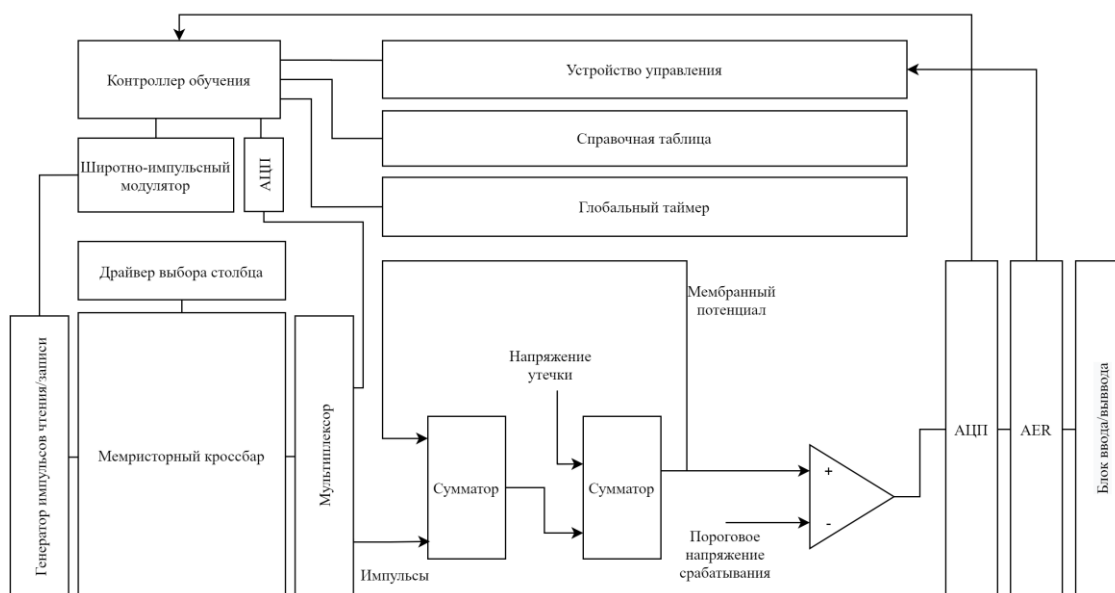 Контроллер обучения
Устройство управления
Справочная таблица
Широтно-импульсный
модулятор
АЦП
Глобальный таймер
Драйвер выбора столбца
Мембранный
потенциал
Напряжение
утечки
Генератор импульсов чтения/записи
Мемристорный кроссбар
Мультиплексор
Сумматор
Сумматор
+
-
АЦП
AER
Блок ввода/выввода
Пороговое
напряжение
срабатывания
Импульсы